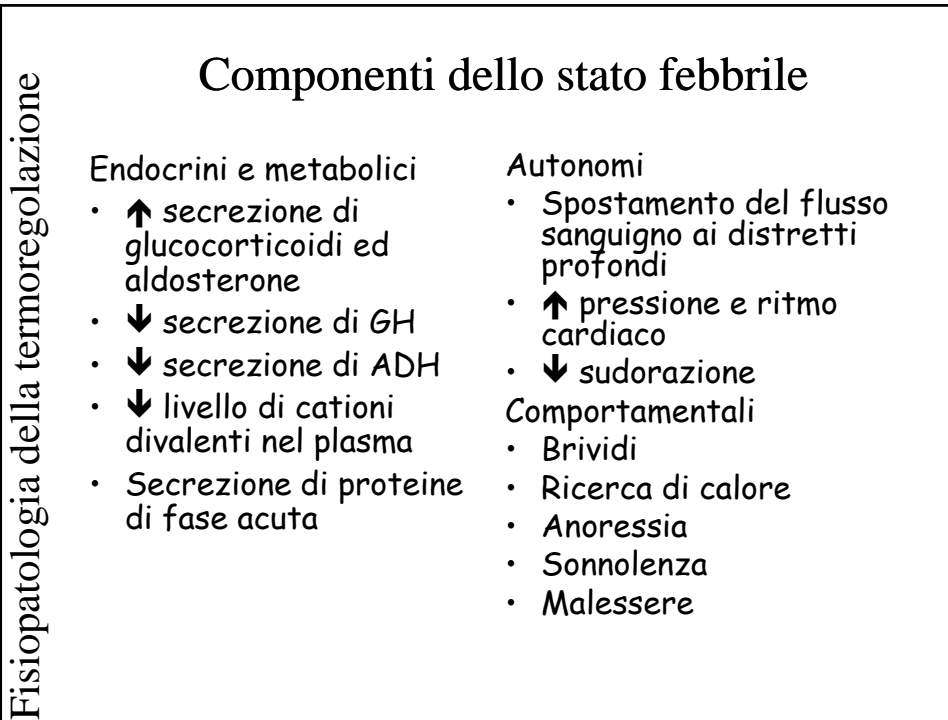 Fisiopatologia della termoregolazione
Componenti dello stato febbrile
Endocrini e metabolici
• ↑ secrezione di
glucocorticoidi ed
aldosterone
• ↓ secrezione di GH
• ↓ secrezione di ADH
• ↓ livello di cationi
divalenti nel plasma
• Secrezione di proteine
di fase acuta
Autonomi
• Spostamento del flusso
sanguigno ai distretti
profondi
• ↑ pressione e ritmo
cardiaco
• ↓ sudorazione
Comportamentali
• Brividi
• Ricerca di calore
• Anoressia
• Sonnolenza
• Malessere